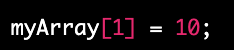 myArray[1] = 10;